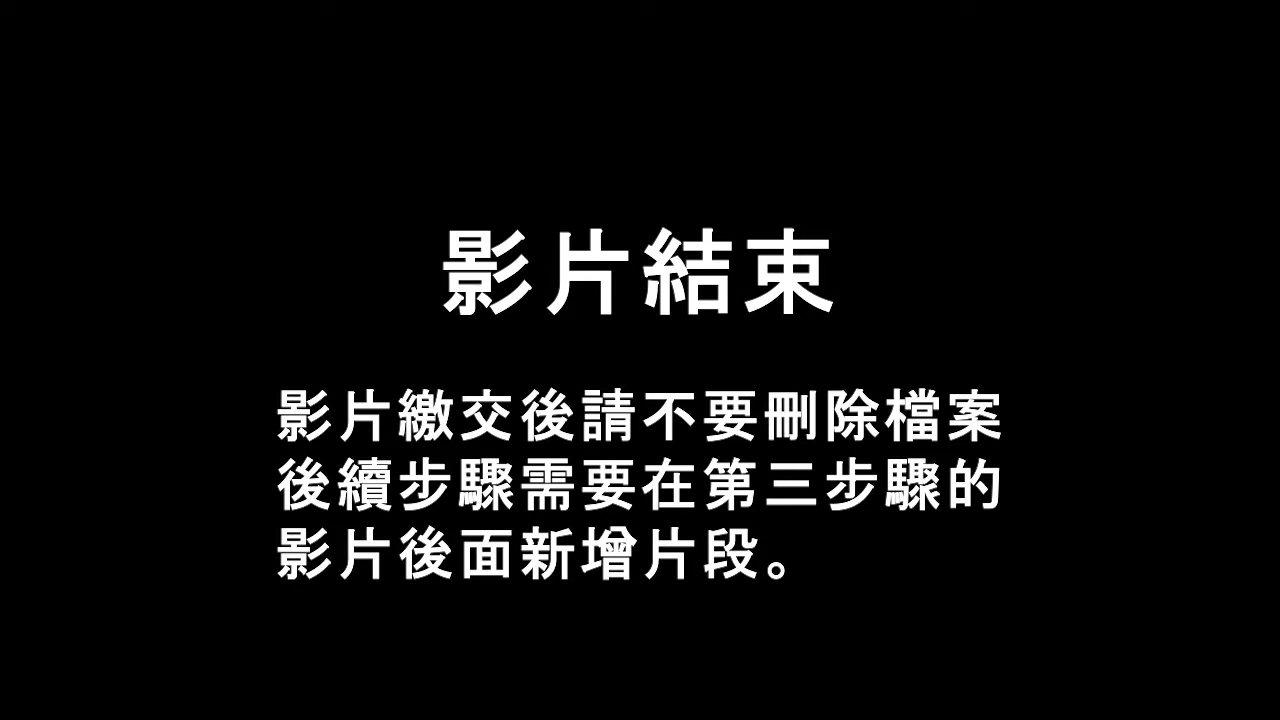 影片結束
影片繳交後請不要刪除檔案
後續步驟需要在第三步驟的
影片後面新增片段。